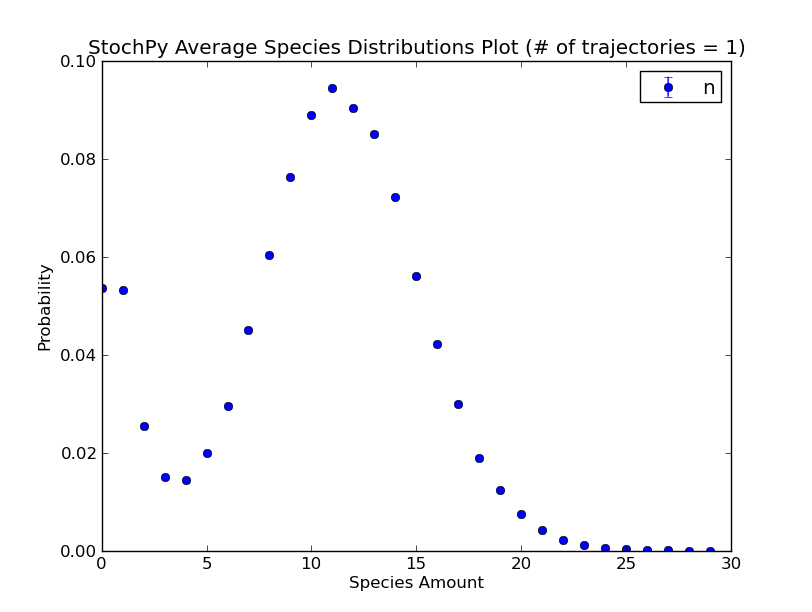 StochPy Average Species Distributions Plot (# of trajectories = 1)
0.10
n
0.08
0.06
Probability
0.04
0.02
0.00
0 5 10 15 20 25 30
Species Amount